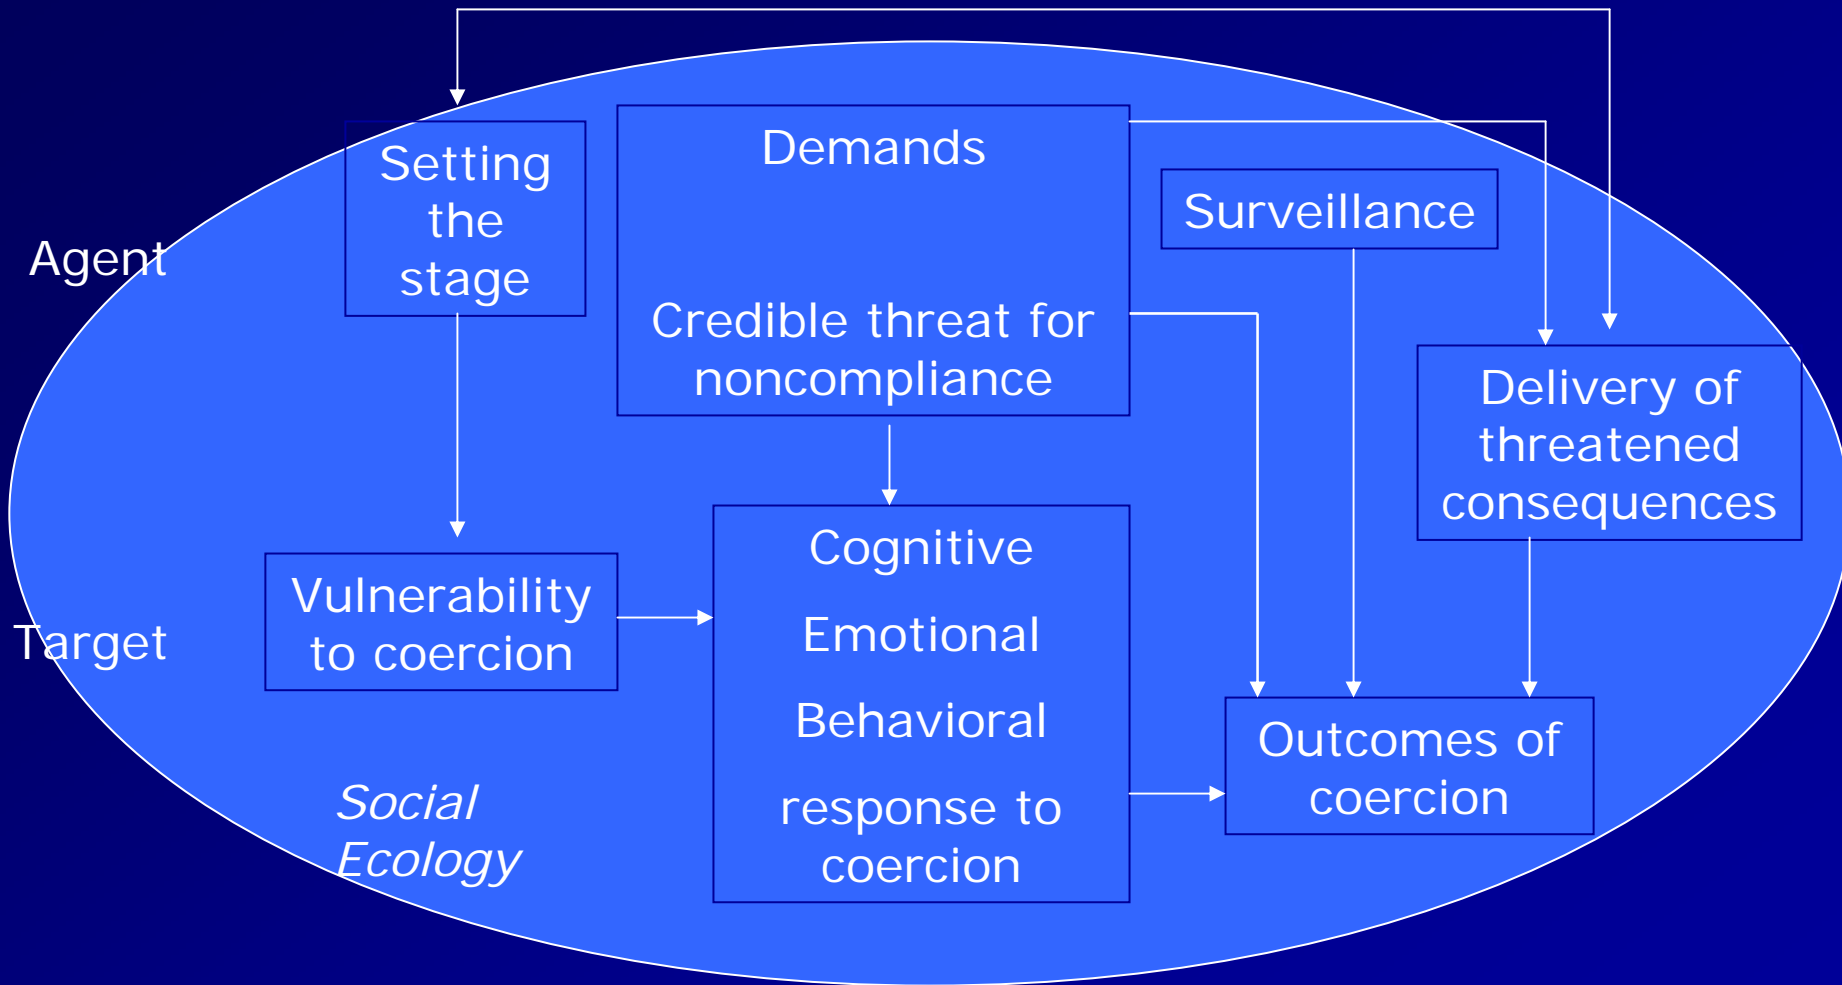 Agent
Setting
the
stage
Demands
Credible threat for
noncompliance
Surveillance
Delivery of
threatened
consequences
Target
Vulnerability
to coercion
Cognitive
Emotional
Behavioral
response to
coercion
Outcomes of
coercion
Social
Ecology